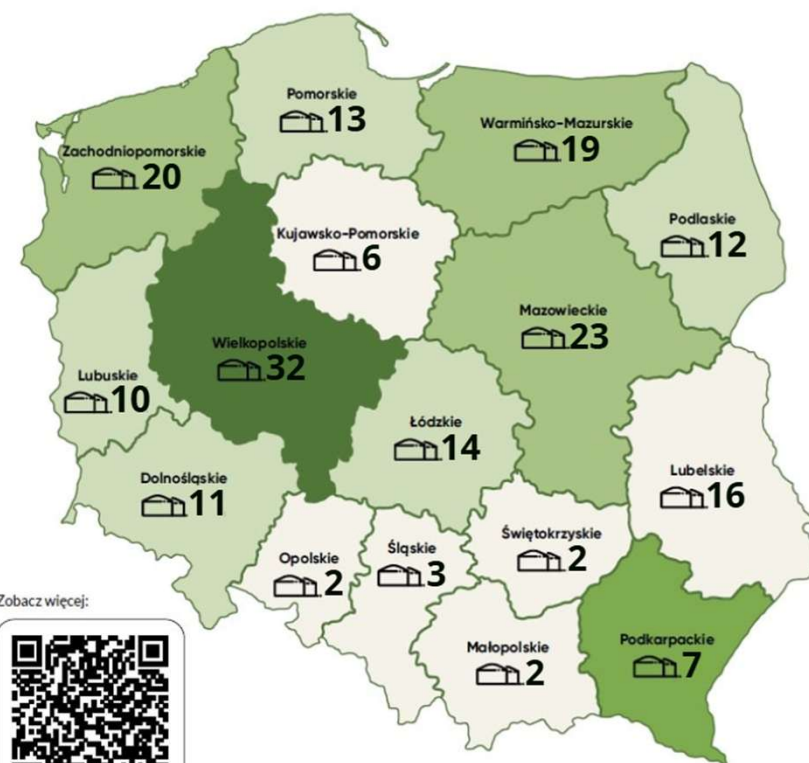 Pomorskie
13
Warmińsko-Mazurskie
19
Zachodniopomorskie
20
Podlaskie
12
Kujawsko-Pomorskie
6
Mazowieckie
23
Wielkopolskie
32
Lubuskie
10
Łódzkie
14
Dolnośląskie
11
Lubelskie
16
Świętokrzyskie
2
Śląskie
3
Opolskie
2
Zobacz więcej:
Podkarpackie
7
Małopolskie
2